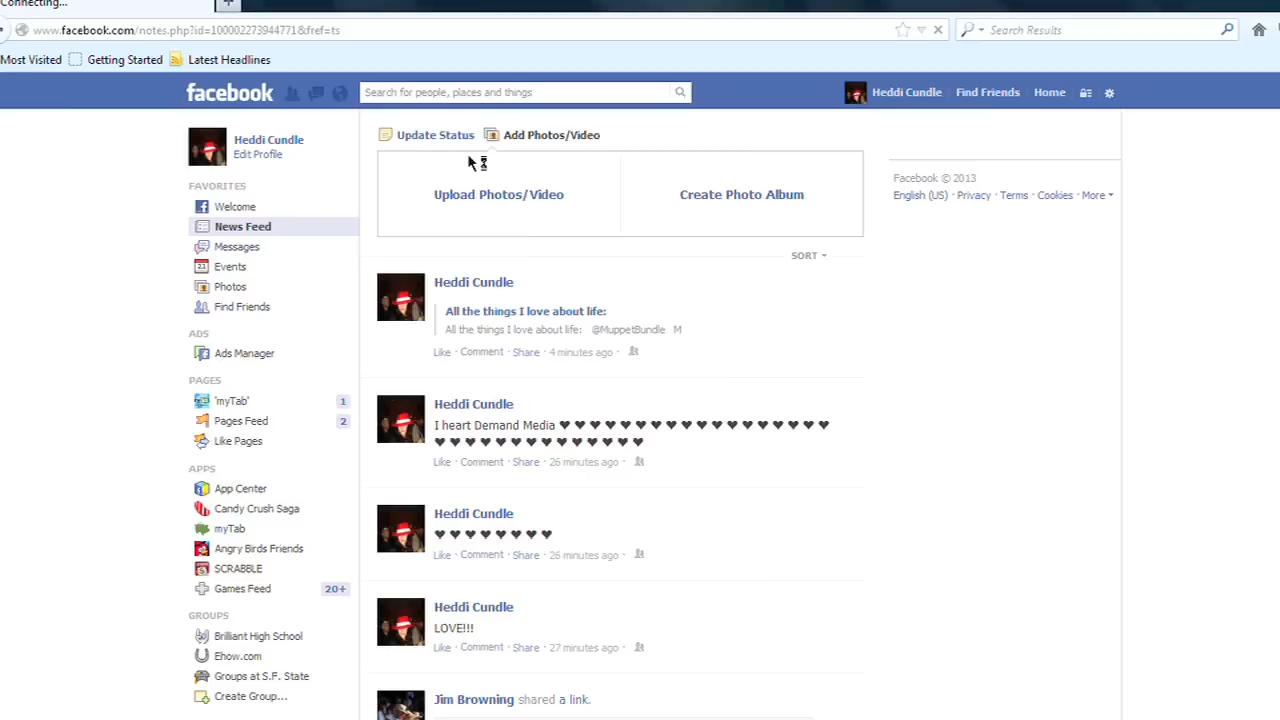 Connecting...
www.facebook.com/notes.php?id=100002273944771&fref=ts
Search Results
Most Visited Getting Started Latest Headlines
facebook
Search for people, places and things
Heddi Cundle Find Friends Home
Heddi Cundle
Edit Profile
FAVORITES
Welcome
News Feed
Messages
Events
Photos
Find Friends
ADS
Ads Manager
PAGES
'myTab' 1
Pages Feed 2
Like Pages
APPS
App Center
Candy Crush Saga
myTab
Angry Birds Friends
SCRABBLE
Games Feed 20+
GROUPS
Brilliant High School
Ehow.com
Groups at S.F. State
Create Group...
Update Status Add Photos/Video
Upload Photos/Video Create Photo Album
SORT
Heddi Cundle
All the things I love about life:
All the things I love about life: @MuppetBundle M
Like · Comment · Share · 4 minutes ago ·
Heddi Cundle
I heart Demand Media ♥ ♥ ♥ ♥ ♥ ♥ ♥ ♥ ♥ ♥ ♥ ♥ ♥ ♥ ♥ ♥ ♥ ♥
♥ ♥ ♥ ♥ ♥ ♥ ♥ ♥ ♥ ♥ ♥ ♥ ♥ ♥
Like · Comment · Share · 26 minutes ago ·
Heddi Cundle
♥ ♥ ♥ ♥ ♥ ♥ ♥ ♥
Like · Comment · Share · 26 minutes ago ·
Heddi Cundle
LOVE!!!
Like · Comment · Share · 27 minutes ago ·
Jim Browning shared a link.
Facebook © 2013
English (US) · Privacy · Terms · Cookies · More